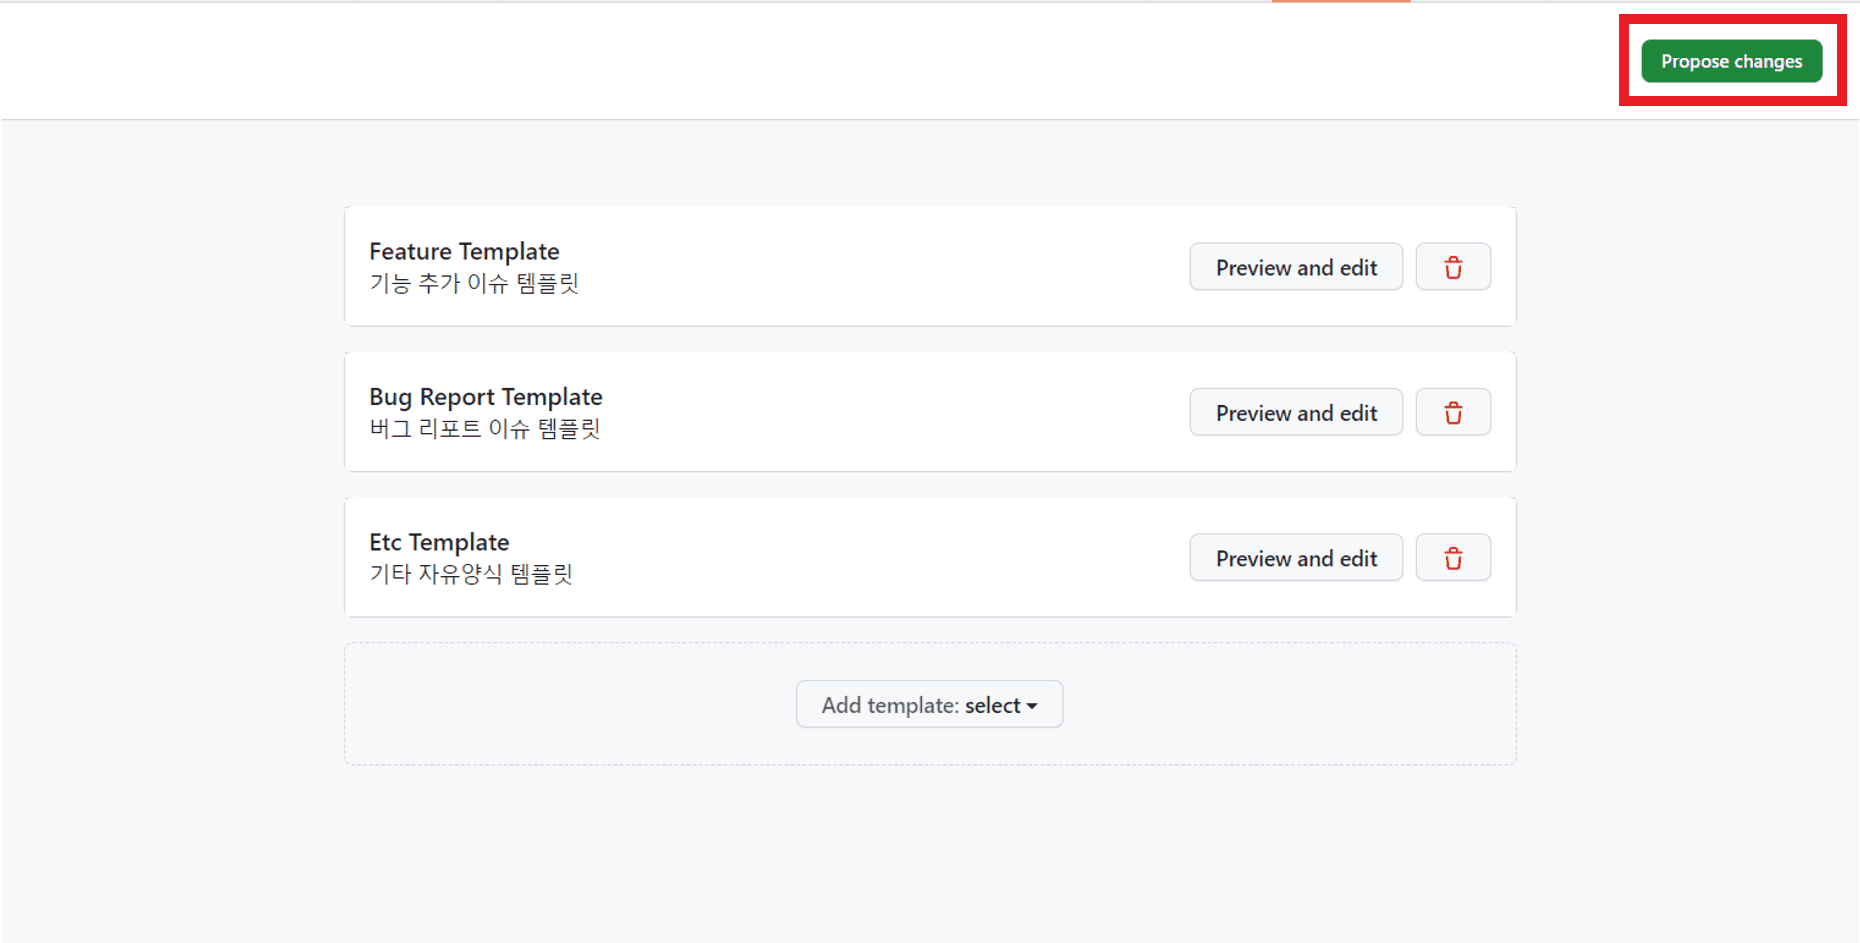 Propose changes
Feature Template
기능 추가 이슈 템플릿
Preview and edit
Bug Report Template
버그 리포트 이슈 템플릿
Preview and edit
Etc Template
기타 자유양식 템플릿
Preview and edit
Add template: select